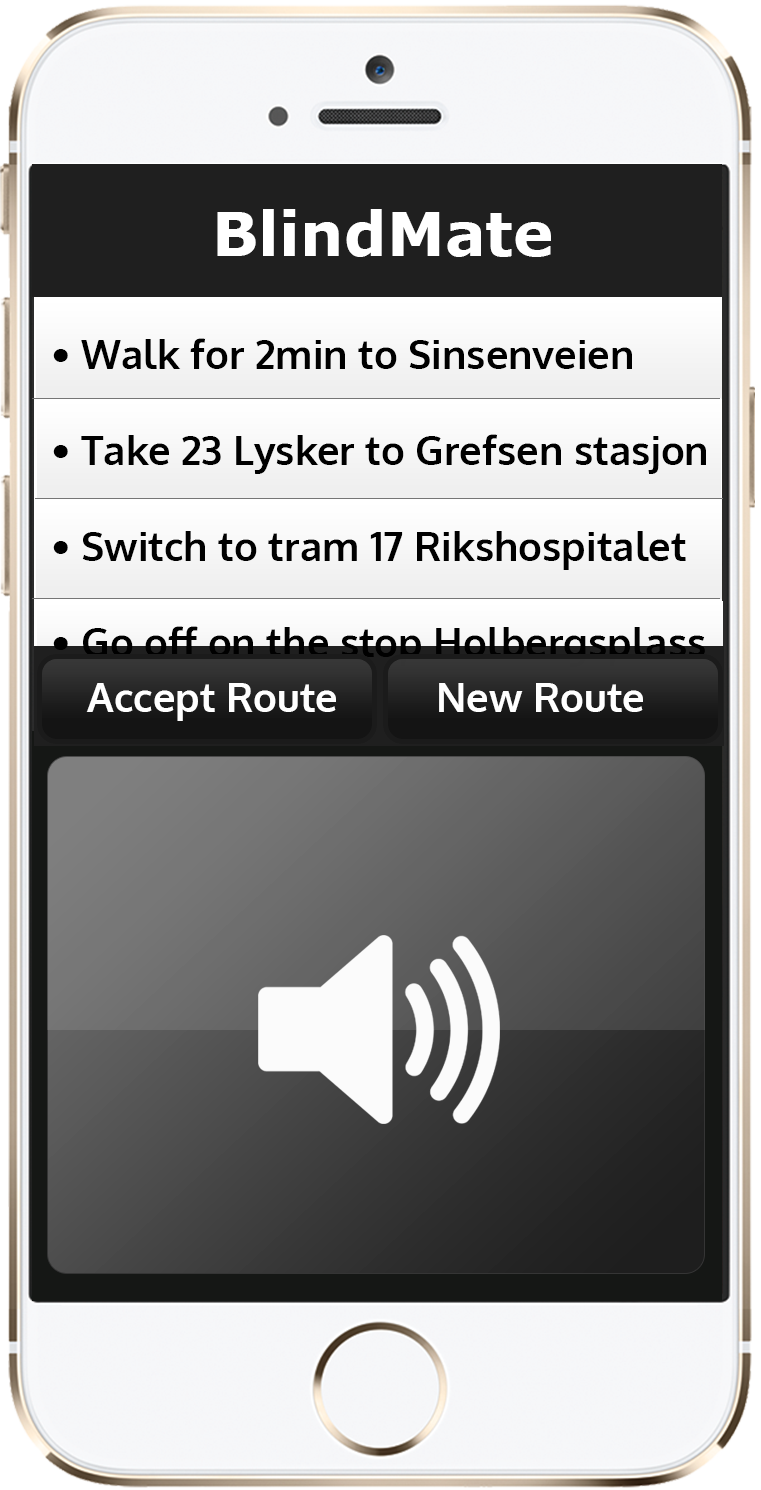 BlindMate
• Walk for 2min to Sinsenveien
• Take 23 Lysker to Grefsen stasjon
• Switch to tram 17 Rikshospitalet
• Go off on the stop Holbergsplass
Accept Route New Route